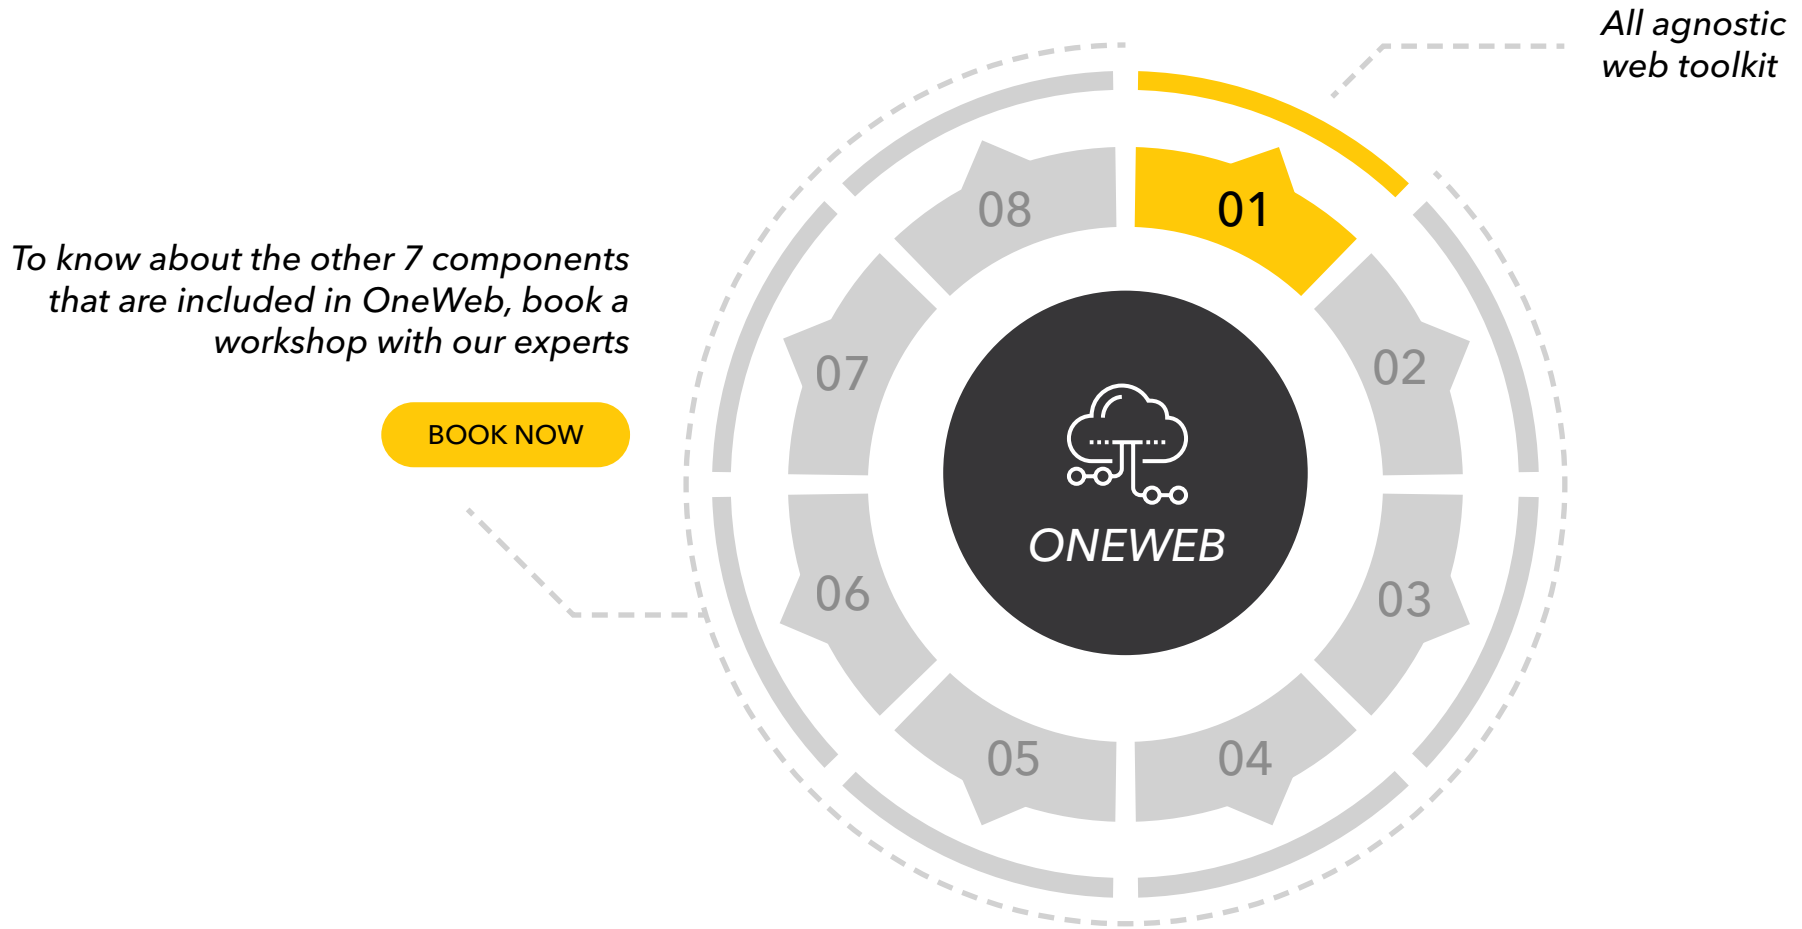 All agnostic
web toolkit
08
01
To know about the other 7 components
that are included in OneWeb, book a
workshop with our experts
07
02
BOOK NOW
ONEWEB
06
03
05
04